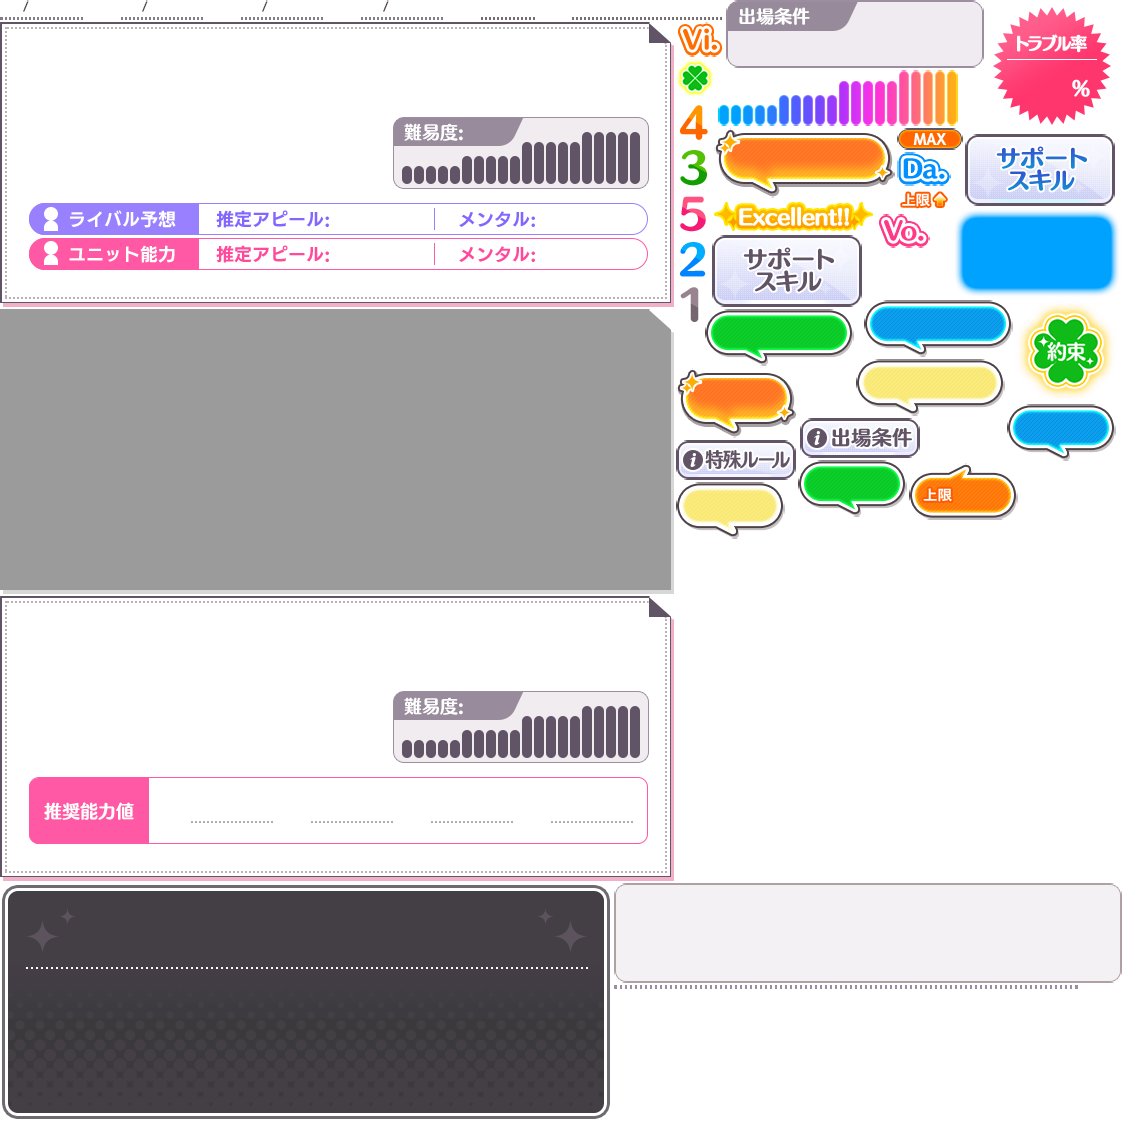 / / / /
Vi.
出場条件
トラブル率
%
難易度:
ライバル予想 推定アピール: メンタル:
ユニット能力 推定アピール: メンタル:
4
3
5
2
1
MAX
Da.
上限
Excellent!!
Vo.
サポート
スキル
サポート
スキル
約束
i 出場条件
i 特殊ルール
上限
難易度:
推奨能力値